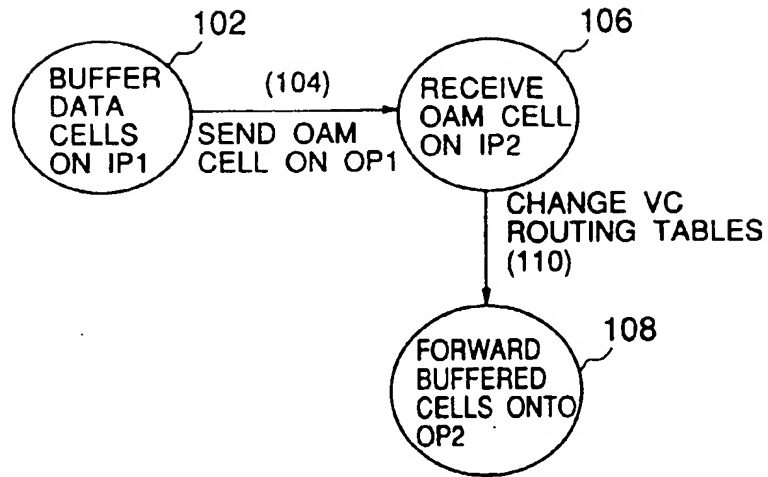 102
BUFFER
DATA
CELLS
ON IP1
(104)
SEND OAM
CELL ON OP1
106
RECEIVE
OAM CELL
ON IP2
CHANGE VC
ROUTING TABLES
(110)
108
FORWARD
BUFFERED
CELLS ONTO
OP2